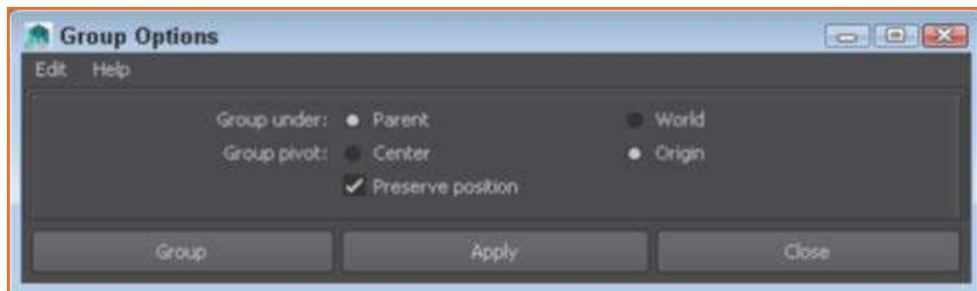 Group Options
Edit Help
Group under: Parent World
Group pivot: Center Origin
Preserve position
Group Apply Close